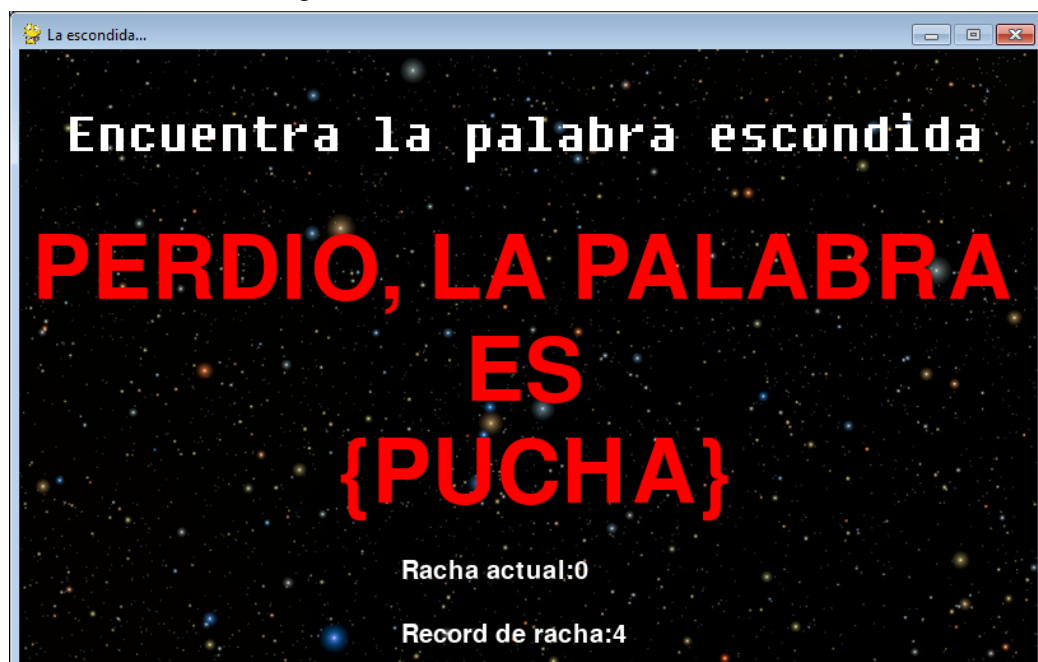 La escondida...
Encuentra la palabra escondida
PERDIO, LA PALABRA
ES
{PUCHA}
Racha actual:0
Record de racha:4